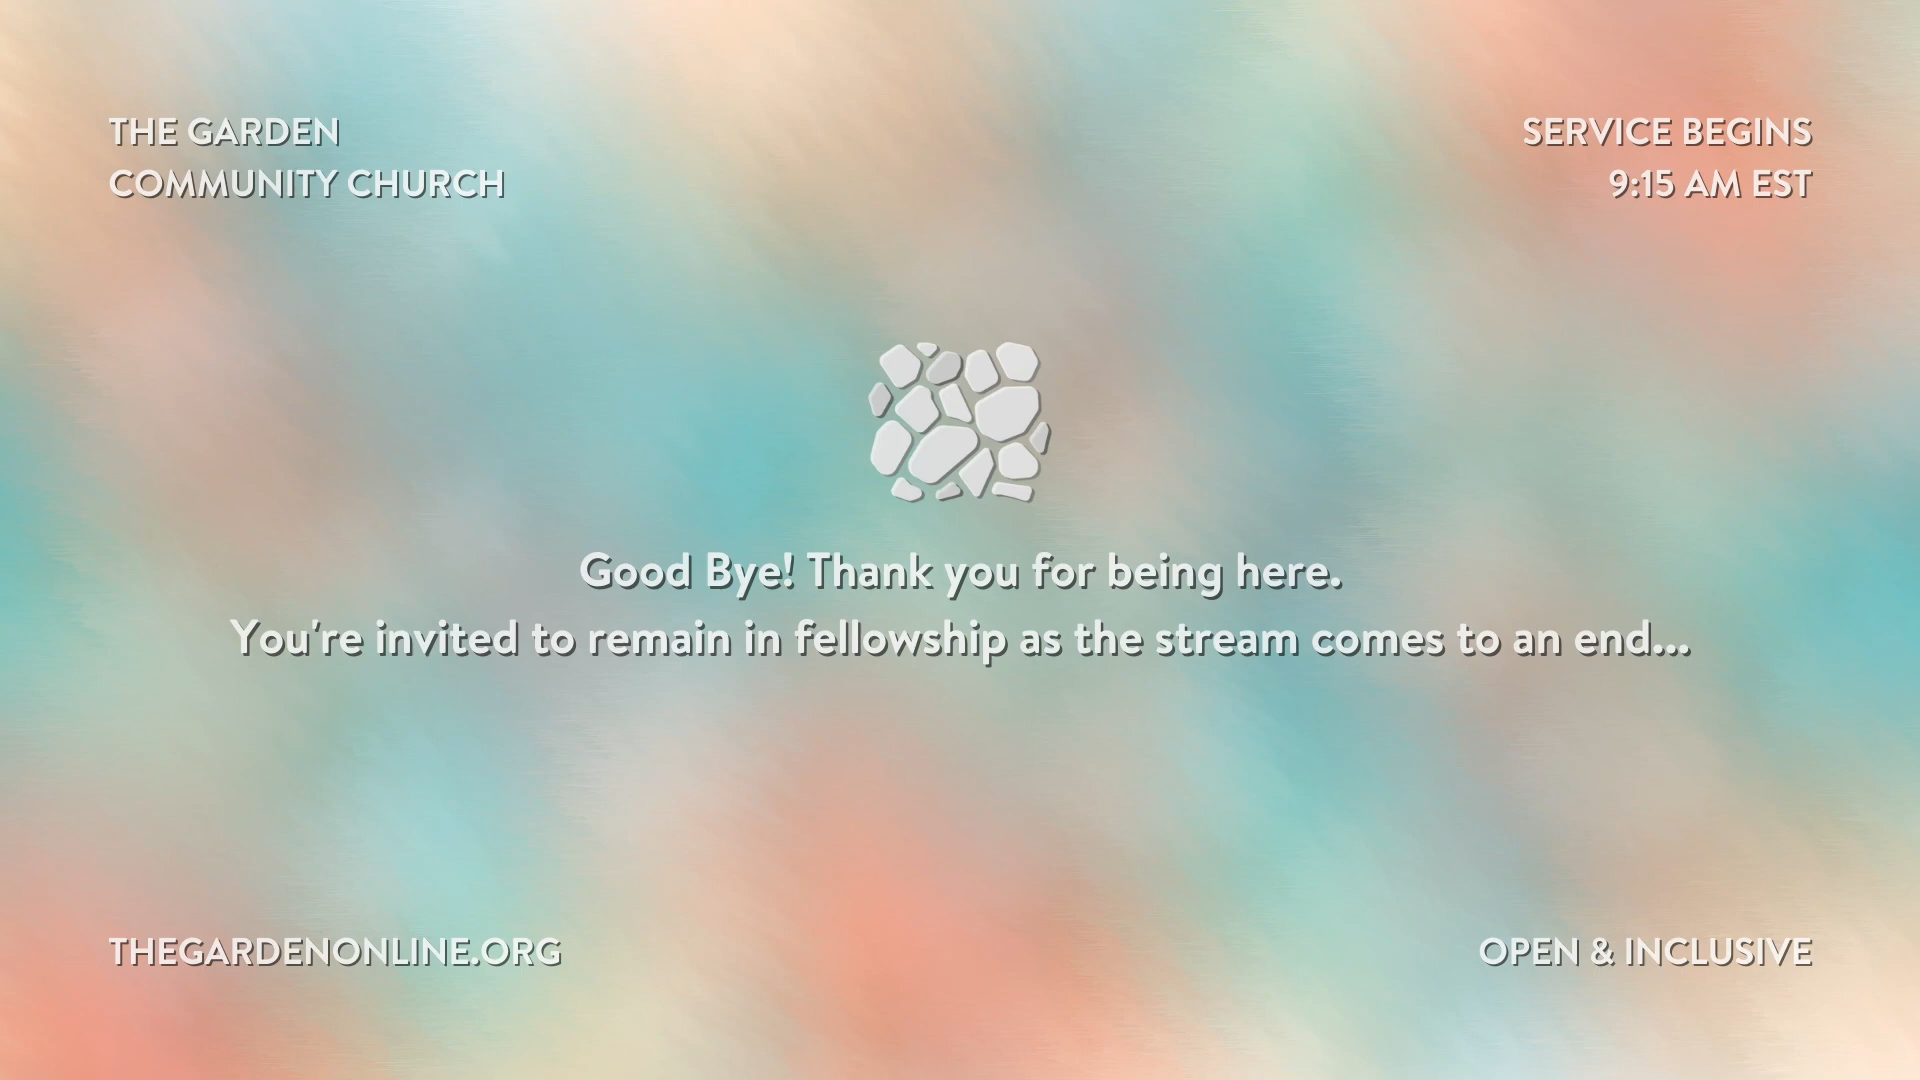 THE GARDEN
COMMUNITY CHURCH
SERVICE BEGINS
9:15 AM EST
Good Bye! Thank you for being here.
You're invited to remain in fellowship as the stream comes to an end...
THEGARDENONLINE.ORG
OPEN & INCLUSIVE